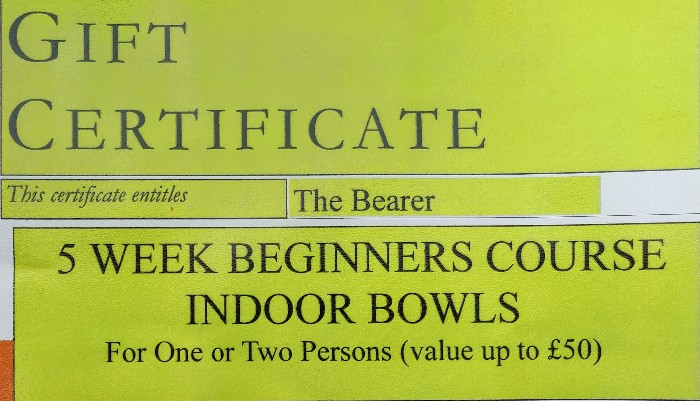 GIFT
CERTIFICATE
This certificate entitles The Bearer
5 WEEK BEGINNERS COURSE
INDOOR BOWLS
For One or Two Persons (value up to £50)